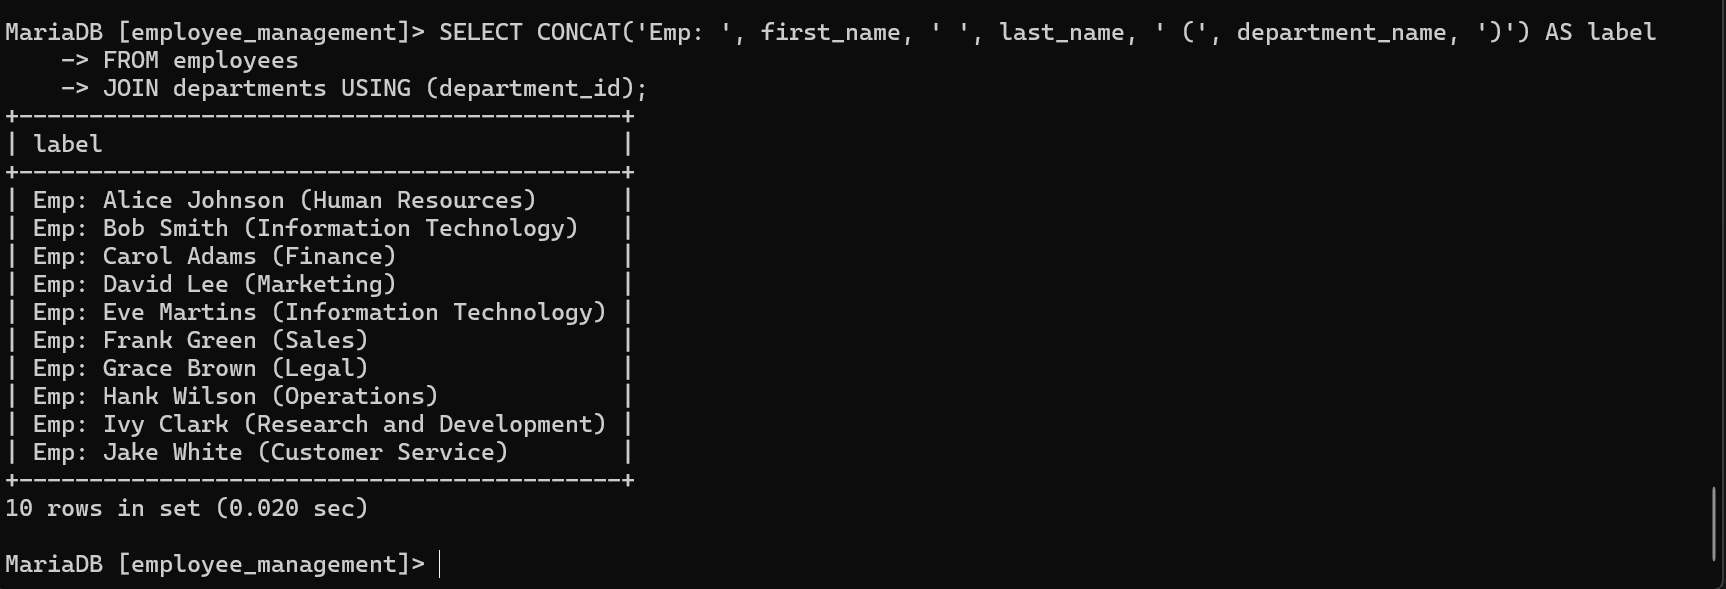 MariaDB [employee_management]> SELECT CONCAT('Emp: ', first_name, ' ', last_name, ' (', department_name, ')') AS label
    -> FROM employees
    -> JOIN departments USING (department_id);
+-------------------------------------------+
| label                                     |
+-------------------------------------------+
| Emp: Alice Johnson (Human Resources)      |
| Emp: Bob Smith (Information Technology)   |
| Emp: Carol Adams (Finance)                |
| Emp: David Lee (Marketing)                |
| Emp: Eve Martins (Information Technology) |
| Emp: Frank Green (Sales)                  |
| Emp: Grace Brown (Legal)                  |
| Emp: Hank Wilson (Operations)             |
| Emp: Ivy Clark (Research and Development) |
| Emp: Jake White (Customer Service)        |
+-------------------------------------------+
10 rows in set (0.020 sec)

MariaDB [employee_management]>